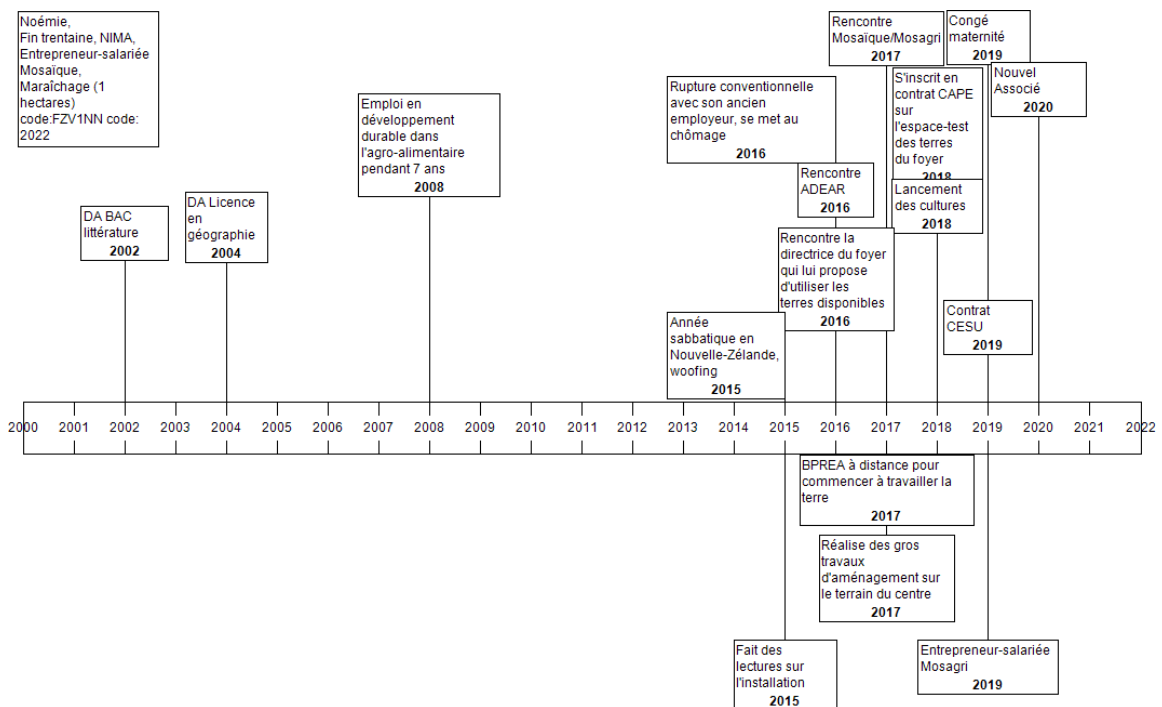 Noémie,
Fin trentaine, NIMA,
Entrepreneur-salariée
Mosaïque,
Maraîchage (1
hectares)
code:FZV1NN code:
2022
DA BAC
littérature
2002
DA Licence
en
géographie
2004
Emploi en
développement
durable dans
l'agro-alimentaire
pendant 7 ans
2008
Rupture conventionnelle
avec son ancien
employeur, se met au
chômage
2016
Rencontre
Mosaïque/Mosagri
2017
Congé
maternité
2019
Nouvel
Associé
2020
S'inscrit en
contrat CAPE
sur
l'espace-test
des terres
du foyer
2018
Rencontre
ADEAR
2016
Lancement
des cultures
2018
Rencontre la
directrice du foyer
qui lui propose
d'utiliser les
terres disponibles
2016
Année
sabbatique en
Nouvelle-Zélande,
woofing
2015
Contrat
CESU
2019
2000 2001 2002 2003 2004 2005 2006 2007 2008 2009 2010 2011 2012 2013 2014 2015 2016 2017 2018 2019 2020 2021 2022
BPREA à distance pour
commencer à travailler la
terre
2017
Réalise des gros
travaux
d'aménagement sur
le terrain du centre
2017
Fait des
lectures sur
l'installation
2015
Entrepreneur-salariée
Mosagri
2019